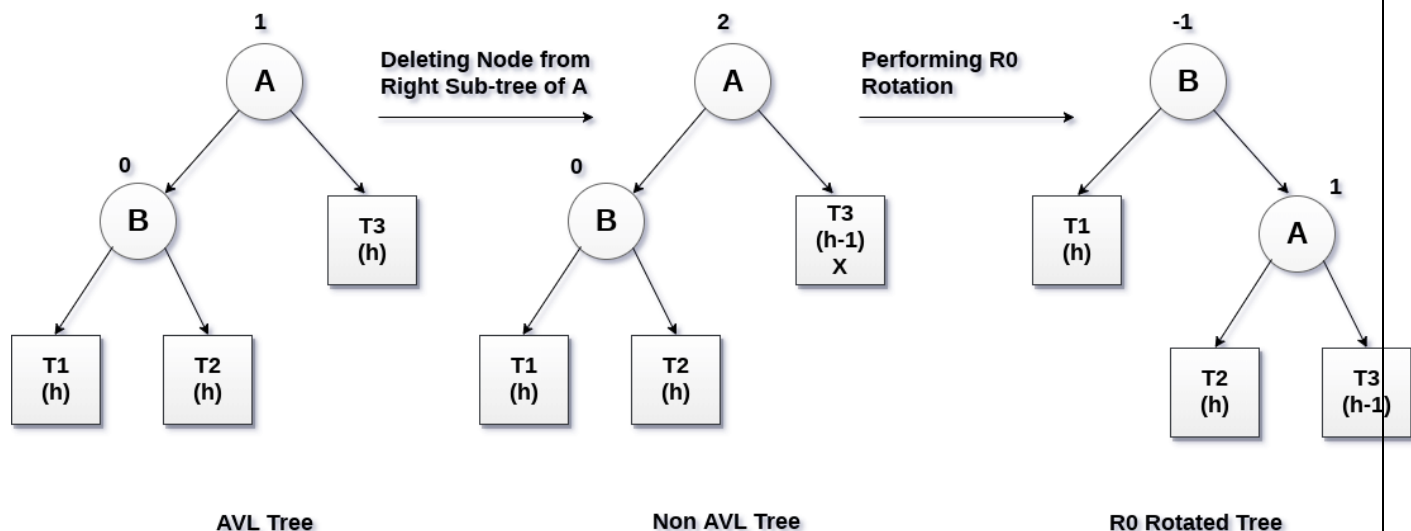 1
A
0
B
T3
(h)
T1
(h)
T2
(h)
AVL Tree
Deleting Node from
Right Sub-tree of A
2
A
0
B
T3
(h-1)
X
T1
(h)
T2
(h)
Non AVL Tree
Performing R0
Rotation
-1
B
T1
(h)
1
A
T2
(h)
T3
(h-1)
R0 Rotated Tree